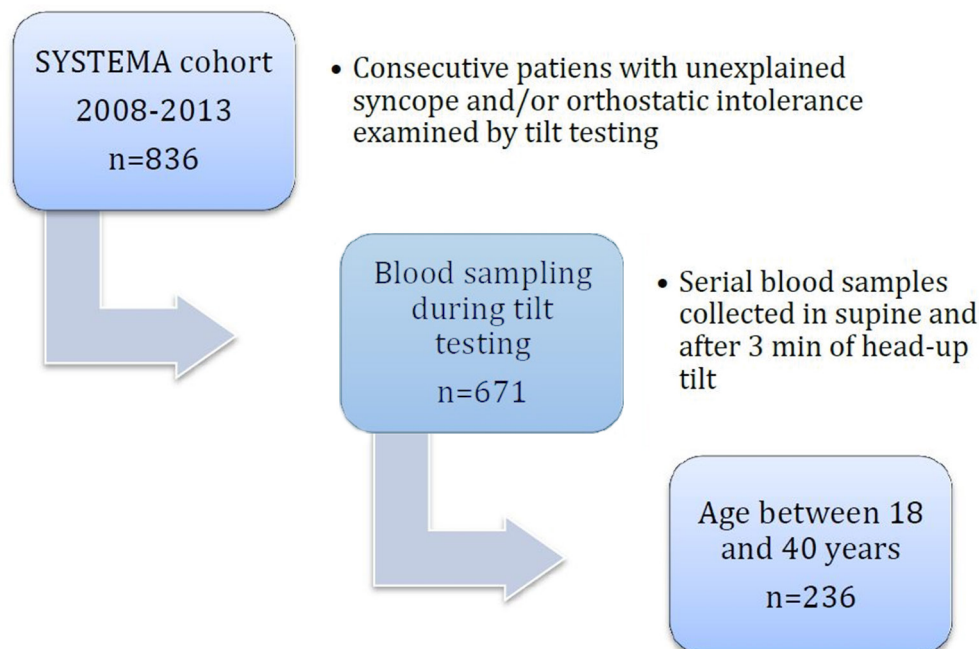 SYSTEMA cohort
2008-2013
n=836
• Consecutive patiens with unexplained
syncope and/or orthostatic intolerance
examined by tilt testing
Blood sampling
during tilt
testing
n=671
• Serial blood samples
collected in supine and
after 3 min of head-up
tilt
Age between 18
and 40 years
n=236